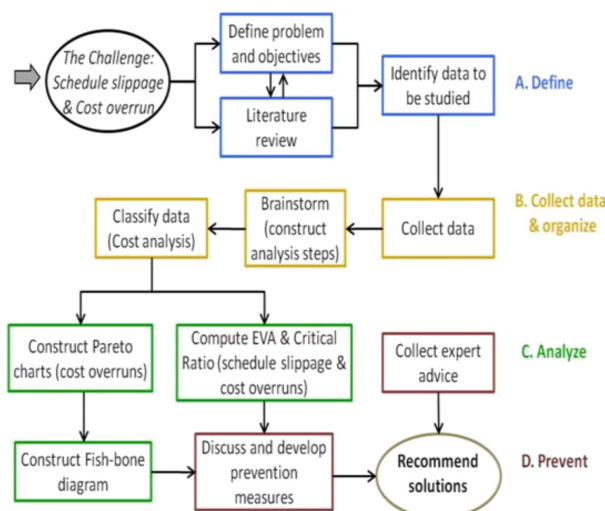 The Challenge:
Schedule slippage
& Cost overrun
Define problem
and objectives
Literature
review
Identify data to
be studied
A. Define
Classify data
(Cost analysis)
Brainstorm
(construct
analysis steps)
Collect data
B. Collect data
& organize
Construct Pareto
charts (cost overruns)
Compute EVA & Critical
Ratio (schedule slippage &
cost overruns)
Collect expert
advice
C. Analyze
Construct Fish-bone
diagram
Discuss and develop
prevention
measures
Recommend
solutions
D. Prevent